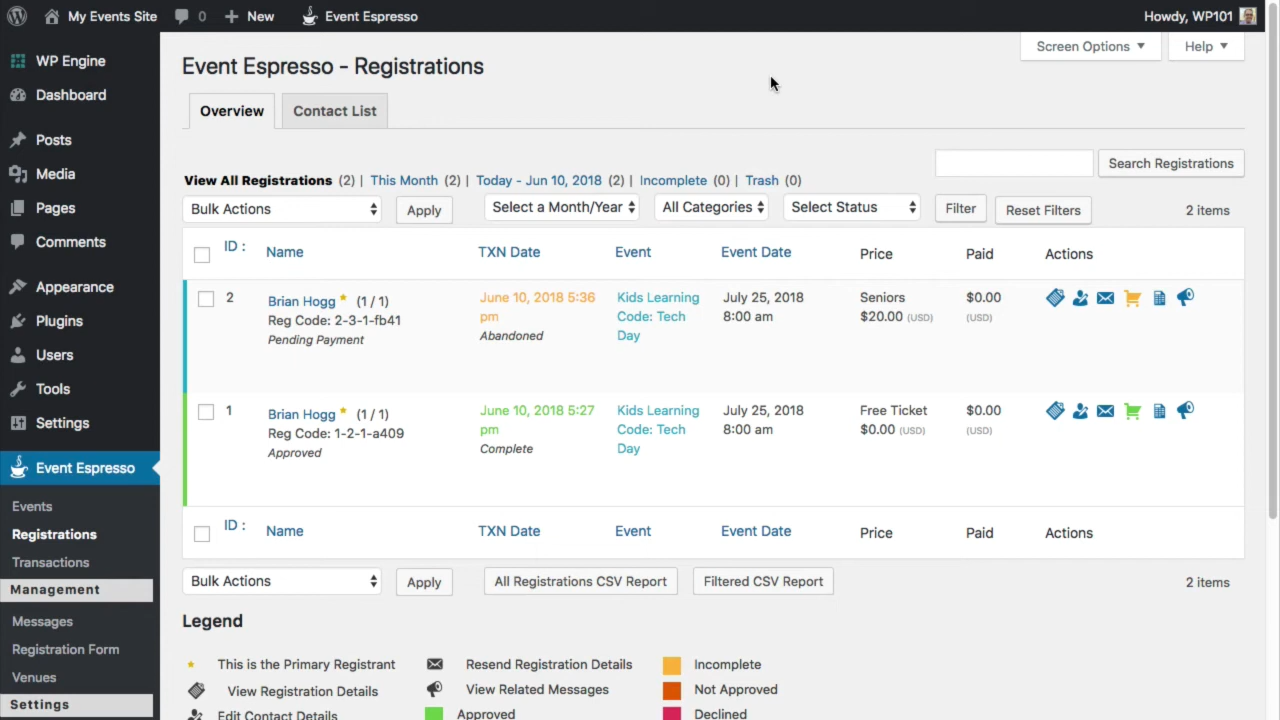 My Events Site
0
New
Event Espresso
Howdy, WP101
WP Engine
Dashboard
Posts
Media
Pages
Comments
Appearance
Plugins
Users
Tools
Settings
Event Espresso
Events
Registrations
Transactions
Management
Messages
Registration Form
Venues
Settings
Screen Options ▼
Help ▼
Event Espresso - Registrations
Overview
Contact List
Search Registrations
View All Registrations (2) | This Month (2) | Today - Jun 10, 2018 (2) | Incomplete (0) | Trash (0)
Bulk Actions
Apply
Select a Month/Year
All Categories
Select Status
Filter
Reset Filters
2 items
ID :
Name
TXN Date
Event
Event Date
Price
Paid
Actions
2
Brian Hogg (1 / 1)
Reg Code: 2-3-1-fb41
Pending Payment
June 10, 2018 5:36
pm
Abandoned
Kids Learning
Code: Tech
Day
July 25, 2018
8:00 am
Seniors
$20.00 (USD)
$0.00
(USD)
1
Brian Hogg (1 / 1)
Reg Code: 1-2-1-a409
Approved
June 10, 2018 5:27
pm
Complete
Kids Learning
Code: Tech
Day
July 25, 2018
8:00 am
Free Ticket
$0.00 (USD)
$0.00
(USD)
ID :
Name
TXN Date
Event
Event Date
Price
Paid
Actions
Bulk Actions
Apply
All Registrations CSV Report
Filtered CSV Report
2 items
Legend
This is the Primary Registrant
Resend Registration Details
Incomplete
View Registration Details
View Related Messages
Not Approved
Edit Contact Details
Approved
Declined